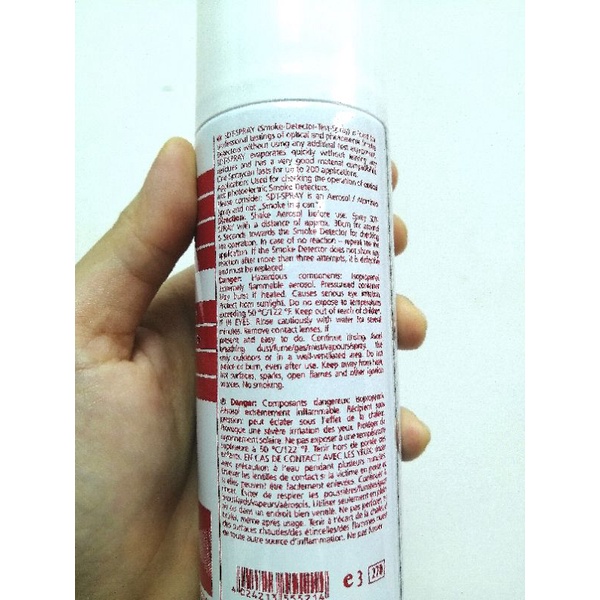 SDT-SPRAY (Smoke-Detector-Test-Spray) is for
professional testings of optical and photoelectric Smoke
Detectors without using any additional test equipment.
SDT-SPRAY evaporates quickly without leaving any
residues and has a very good material compatibility.
One Spraycan lasts for up to 200 applications.
Application: Used for checking the operation of optical
and photoelectric Smoke Detectors.
Please consider: SDT-SPRAY is an Aerosol /
Spray and not „Smoke in a can".
Direction: Shake Aerosol before use. Spray SDT-
SPRAY with a distance of approx. 30cm for around
5 Seconds towards the Smoke Detector for checking
the operation. In case of no reaction – repeat the
application. If the Smoke Detector does not show any
reaction after more than three attempts, it is defective
and must be replaced.
Danger: Hazardous components: Isopropanol.
Extremely flammable aerosol. Pressurised container:
May burst if heated. Causes serious eye irritation.
Protect from sunlight. Do not expose to temperatures
exceeding 50 °C/122 °F. Keep out of reach of children.
IF IN EYES: Rinse cautiously with water for several
minutes. Remove contact lenses, if
present and easy to do. Continue rinsing. Avoid
breathing dust/fume/gas/mist/vapours/spray. Use
only outdoors or in a well-ventilated area. Do not
pierce or burn, even after use. Keep away from heat,
hot surfaces, sparks, open flames and other ignition
sources. No smoking.
Danger: Composants dangereux: Isopropanol.
Aérosol extrêmement inflammable. Récipient sous
pression: peut éclater sous l'effet de la chaleur.
Provoque une sévère irritation des yeux. Protéger du
rayonnement solaire. Ne pas exposer à une température
supérieure à 50 °C/122 °F. Tenir hors de portée des
enfants. EN CAS DE CONTACT AVEC LES YEUX: rincer
avec précaution à l'eau pendant plusieurs minutes.
Enlever les lentilles de contact si la victime en porte et
si elles peuvent être facilement enlevées. Continuer à
rincer. Éviter de respirer les poussières/fumées/gaz/
brouillards/vapeurs/aérosols. Utiliser seulement en plein
air ou dans un endroit bien ventilé. Ne pas perforer, ni
brûler, même après usage. Tenir à l'écart de la chaleur,
des surfaces chaudes/des étincelles/des flammes nues/
de toute autre source d'inflammation. Ne pas fumer.
4024213 555214
e 3 270